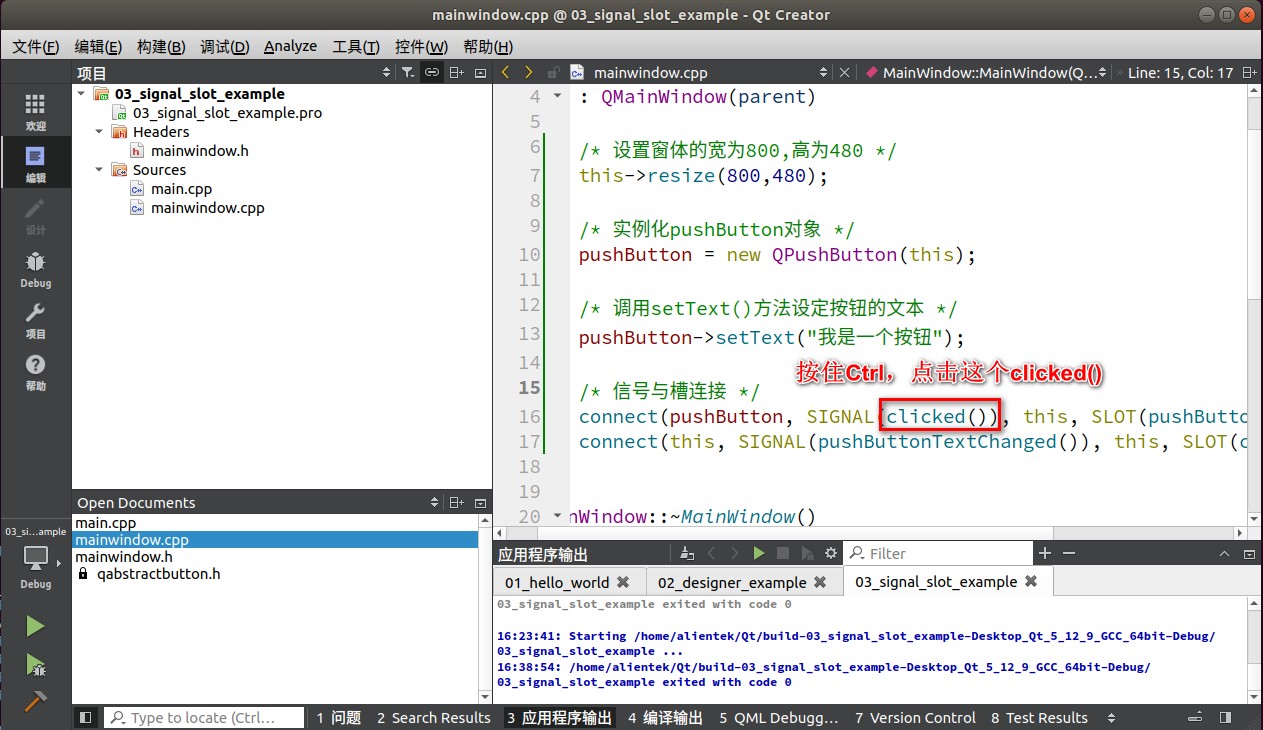 mainwindow.cpp @ 03_signal_slot_example - Qt Creator
文件(F) 编辑(E) 构建(B) 调试(D) Analyze 工具(T) 控件(W) 帮助(H)
项目
mainwindow.cpp
MainWindow::MainWindow(Q...
Line: 15, Col: 17
欢迎
编辑
设计
Debug
项目
帮助
03_si...ample
Debug
03_signal_slot_example
03_signal_slot_example.pro
Headers
mainwindow.h
Sources
main.cpp
mainwindow.cpp
Open Documents
main.cpp
mainwindow.cpp
mainwindow.h
qabstractbutton.h
4 : QMainWindow(parent)
5
6 /* 设置窗体的宽为800,高为480 */
7 this->resize(800,480);
8
9 /* 实例化pushButton对象 */
10 pushButton = new QPushButton(this);
11
12 /* 调用setText()方法设定按钮的文本 */
13 pushButton->setText("我是一个按钮");
14
按住Ctrl，点击这个clicked()
15 /* 信号与槽连接 */
16 connect(pushButton, SIGNAL(clicked()), this, SLOT(pushButto
17 connect(this, SIGNAL(pushButtonTextChanged()), this, SLOT(c
18
19
20 nWindow::~MainWindow()
应用程序输出
Filter
01_hello_world
02_designer_example
03_signal_slot_example
03_signal_slot_example exited with code 0
16:23:41: Starting /home/alientek/Qt/build-03_signal_slot_example-Desktop_Qt_5_12_9_GCC_64bit-Debug/
03_signal_slot_example ...
16:38:54: /home/alientek/Qt/build-03_signal_slot_example-Desktop_Qt_5_12_9_GCC_64bit-Debug/
03_signal_slot_example exited with code 0
Type to locate (Ctrl...
1 问题 2 Search Results 3 应用程序输出 4 编译输出 5 QML Debugg... 7 Version Control 8 Test Results